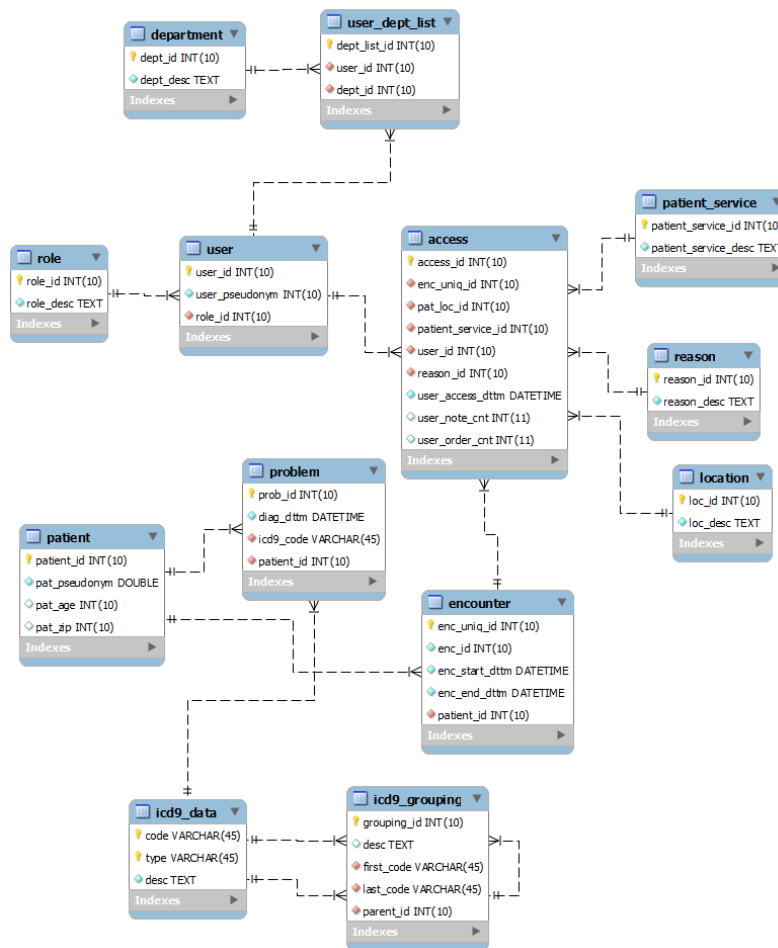 department
dept_id INT(10)
dept_desc TEXT
Indexes
user_dept_list
dept_list_id INT(10)
user_id INT(10)
dept_id INT(10)
Indexes
role
role_id INT(10)
role_desc TEXT
Indexes
user
user_id INT(10)
user_pseudonym INT(10)
role_id INT(10)
Indexes
access
access_id INT(10)
enc_uniq_id INT(10)
pat_loc_id INT(10)
patient_service_id INT(10)
user_id INT(10)
reason_id INT(10)
user_access_dttm DATETIME
user_note_cnt INT(11)
user_order_cnt INT(11)
Indexes
patient_service
patient_service_id INT(10
patient_service_desc TEXT
Indexes
reason
reason_id INT(10)
reason_desc TEXT
Indexes
location
loc_id INT(10)
loc_desc TEXT
Indexes
problem
prob_id INT(10)
diag_dttm DATETIME
icd9_code VARCHAR(45)
patient_id INT(10)
Indexes
patient
patient_id INT(10)
pat_pseudonym DOUBLE
pat_age INT(10)
pat_zip INT(10)
Indexes
encounter
enc_uniq_id INT(10)
enc_id INT(10)
enc_start_dttm DATETIME
enc_end_dttm DATETIME
patient_id INT(10)
Indexes
icd9_data
code VARCHAR(45)
type VARCHAR(45)
desc TEXT
Indexes
icd9_grouping
grouping_id INT(10)
desc TEXT
first_code VARCHAR(45)
last_code VARCHAR(45)
parent_id INT(10)
Indexes